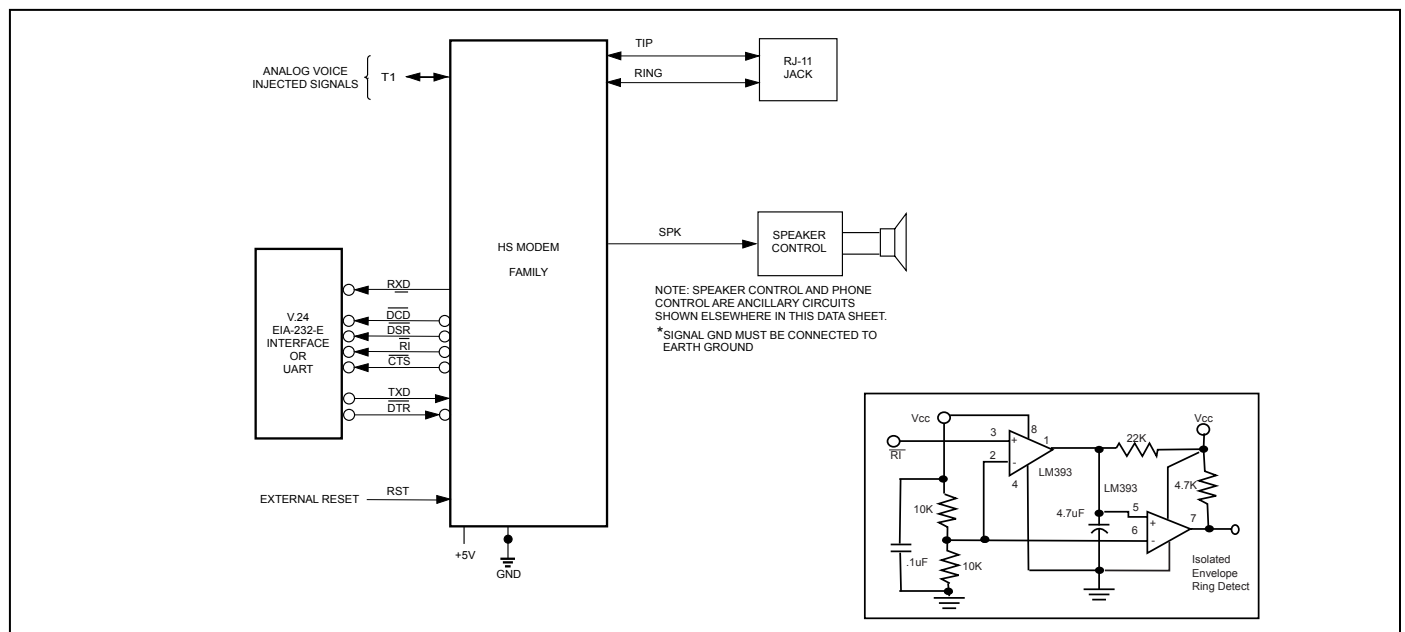 ANALOG VOICE
INJECTED SIGNALS
T1
TIP
RING
RJ-11
JACK
HS MODEM
FAMILY
SPK
SPEAKER
CONTROL
NOTE: SPEAKER CONTROL AND PHONE
CONTROL ARE ANCILLARY CIRCUITS
SHOWN ELSEWHERE IN THIS DATA SHEET.
*SIGNAL GND MUST BE CONNECTED TO
EARTH GROUND
V.24
EIA-232-E
INTERFACE
OR
UART
RXD
DCD
DSR
RI
CTS
TXD
DTR
EXTERNAL RESET
RST
+5V
GND
Vcc
Vcc
RI
3
2
8
1
4
LM393
22K
LM393
4.7K
10K
4.7uF
5
6
7
.1uF
10K
Isolated
Envelope
Ring Detect